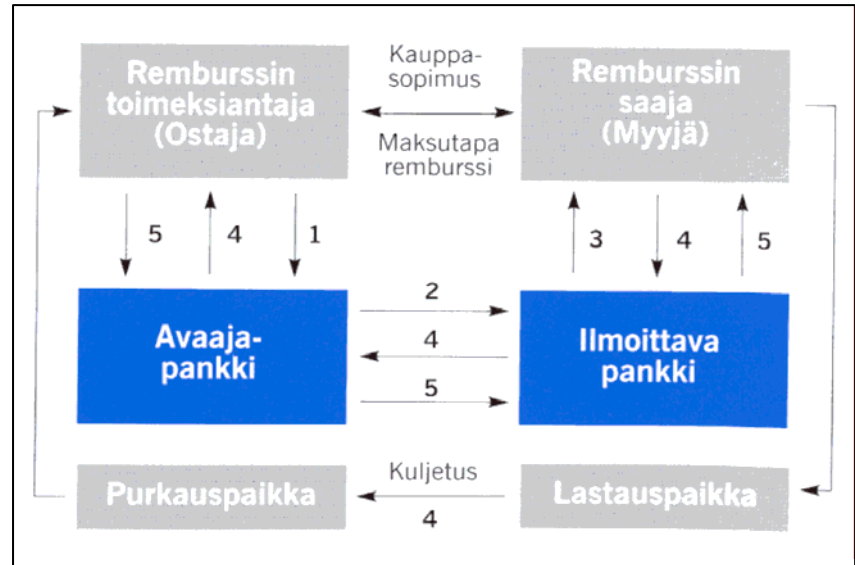 Remburssin
toimeksiantaja
(Ostaja)
Kauppa-
sopimus
Maksutapa
remburssi
Remburssin
saaja
(Myyjä)
5
4
1
3
4
5
Avaaja-
pankki
2
4
5
Ilmoittava
pankki
Purkauspaikka
Kuljetus
4
Lastauspaikka